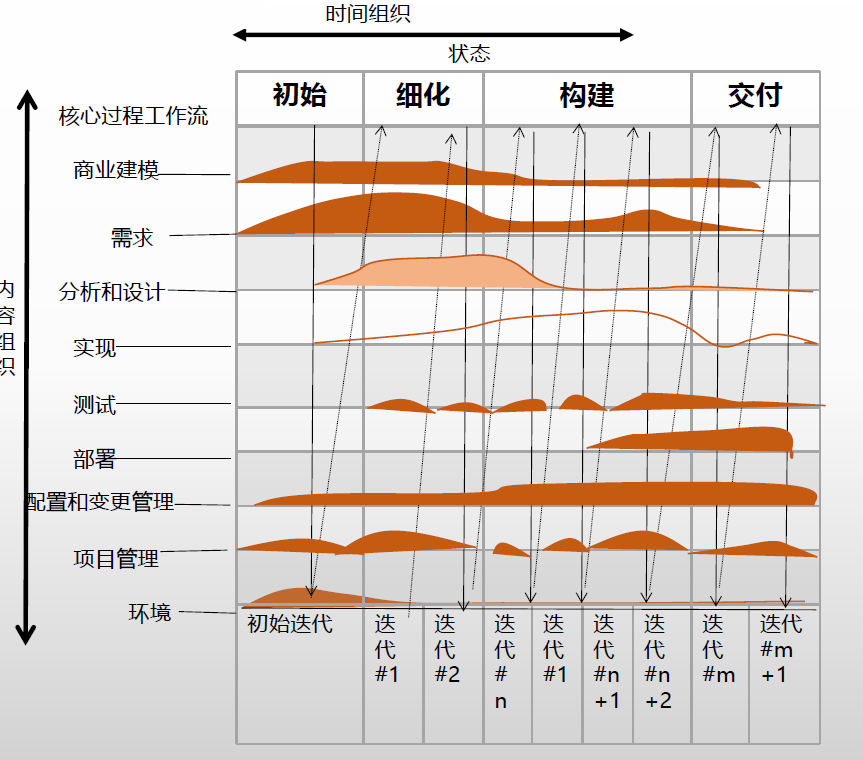 时间组织
状态
初始 细化 构建 交付
核心过程工作流
商业建模
需求
分析和设计
实现
测试
部署
配置和变更管理
项目管理
环境
内
容
组
织
初始迭代
迭
代
#1
迭
代
#2
迭
代
#
n
迭
代
#1
迭
代
#n
+1
迭
代
#n
+2
迭
代
#m
迭代
#m
+1